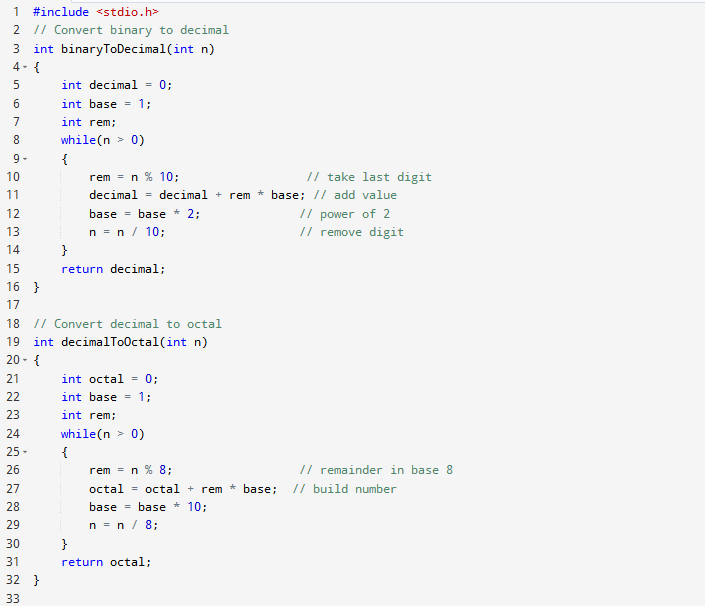 1 #include <stdio.h>
2 // Convert binary to decimal
3 int binaryToDecimal(int n)
4 {
5 int decimal = 0;
6 int base = 1;
7 int rem;
8 while(n > 0)
9 {
10 rem = n % 10; // take last digit
11 decimal = decimal + rem * base; // add value
12 base = base * 2; // power of 2
13 n = n / 10; // remove digit
14 }
15 return decimal;
16 }
17
18 // Convert decimal to octal
19 int decimalToOctal(int n)
20 {
21 int octal = 0;
22 int base = 1;
23 int rem;
24 while(n > 0)
25 {
26 rem = n % 8; // remainder in base 8
27 octal = octal + rem * base; // build number
28 base = base * 10;
29 n = n / 8;
30 }
31 return octal;
32 }
33